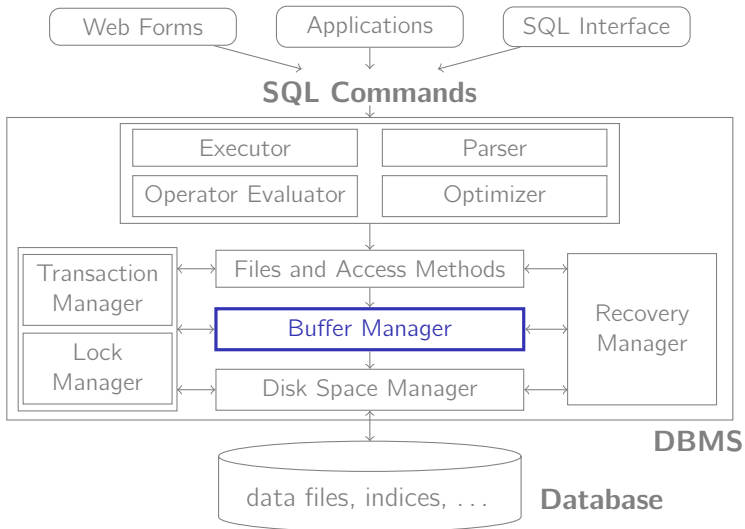 Web Forms
Applications
SQL Interface
SQL Commands
Executor
Parser
Operator Evaluator
Optimizer
Transaction
Manager
Lock
Manager
Files and Access Methods
Buffer Manager
Disk Space Manager
Recovery
Manager
DBMS
data files, indices, . . .
Database